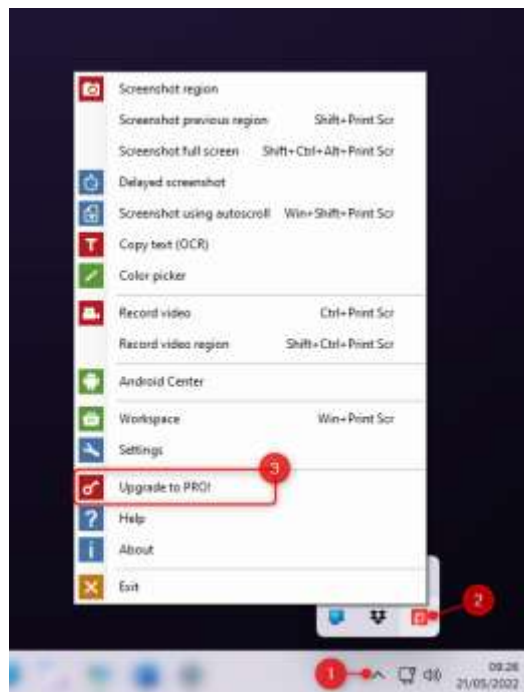 Screenshot region
Screenshot previous region Shift+Print Scr
Screenshot full screen Shift+Ctrl+Alt+Print Scr
Delayed screenshot
Screenshot using autoscroll Win+Shift+Print Scr
T Copy text (OCR)
Color picker
Record video Ctrl+Print Scr
Record video region Shift+Ctrl+Print Scr
Android Center
Workspace Win+Print Scr
Settings
3
Upgrade to PRO!
? Help
i About
Exit
2
1
09:26
21/05/2022